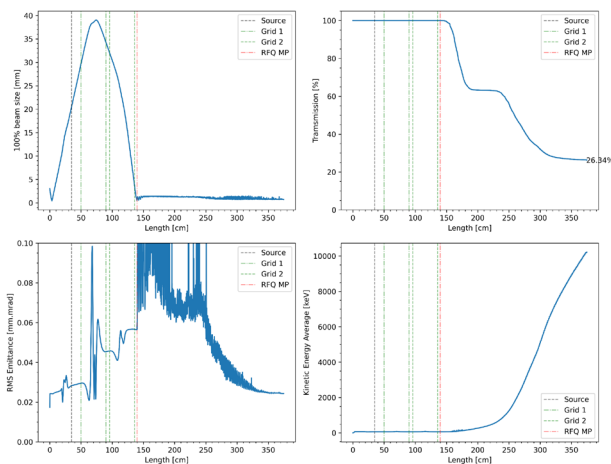 40
35
30
25
20
15
10
5
0
100% beam size [mm]
0 50 100 150 200 250 300 350
Length [cm]
Source
Grid 1
Grid 2
RFQ MP
100
80
60
40
20
0
Transmission [%]
0 50 100 150 200 250 300 350
Length [cm]
Source
Grid 1
Grid 2
RFQ MP
26.34%
0.10
0.08
0.06
0.04
0.02
0.00
RMS Emittance [mm.mrad]
0 50 100 150 200 250 300 350
Length [cm]
Source
Grid 1
Grid 2
RFQ MP
10000
8000
6000
4000
2000
0
Kinetic Energy Average [keV]
0 50 100 150 200 250 300 350
Length [cm]
Source
Grid 1
Grid 2
RFQ MP